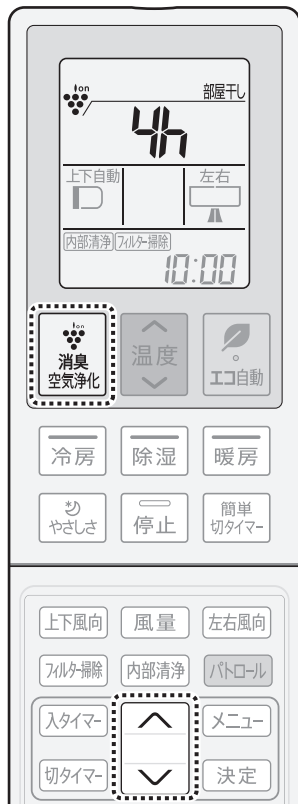 ion
部屋干し
4h
上下自動
左右
内部清浄 フィルター掃除
10:00
ion
消臭
空気浄化
温度
エコ自動
冷房 除湿 暖房
やさしさ
停止
簡単
切タイマー
上下風向 風量 左右風向
フィルター掃除 内部清浄 パトロール
入タイマー メニュー
切タイマー 決定